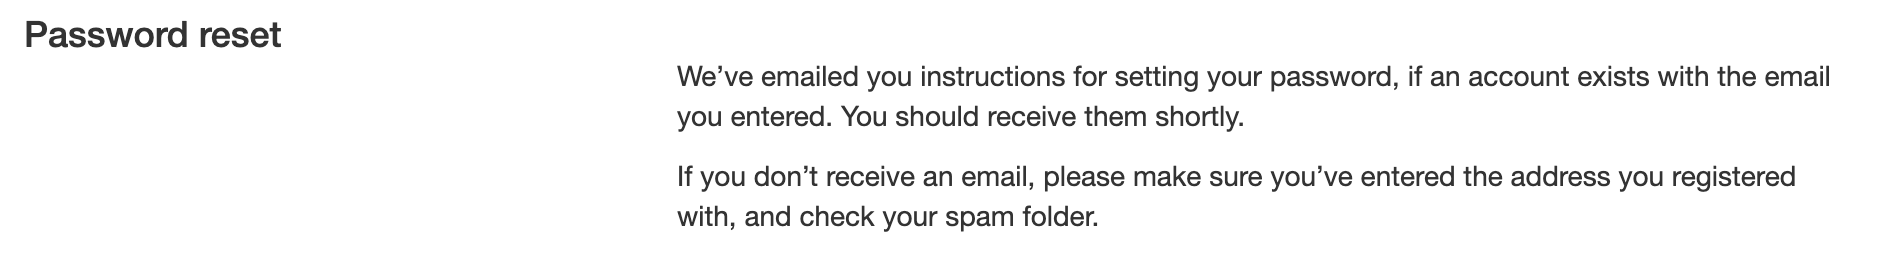 Password reset
We’ve emailed you instructions for setting your password, if an account exists with the email
you entered. You should receive them shortly.
If you don’t receive an email, please make sure you’ve entered the address you registered
with, and check your spam folder.